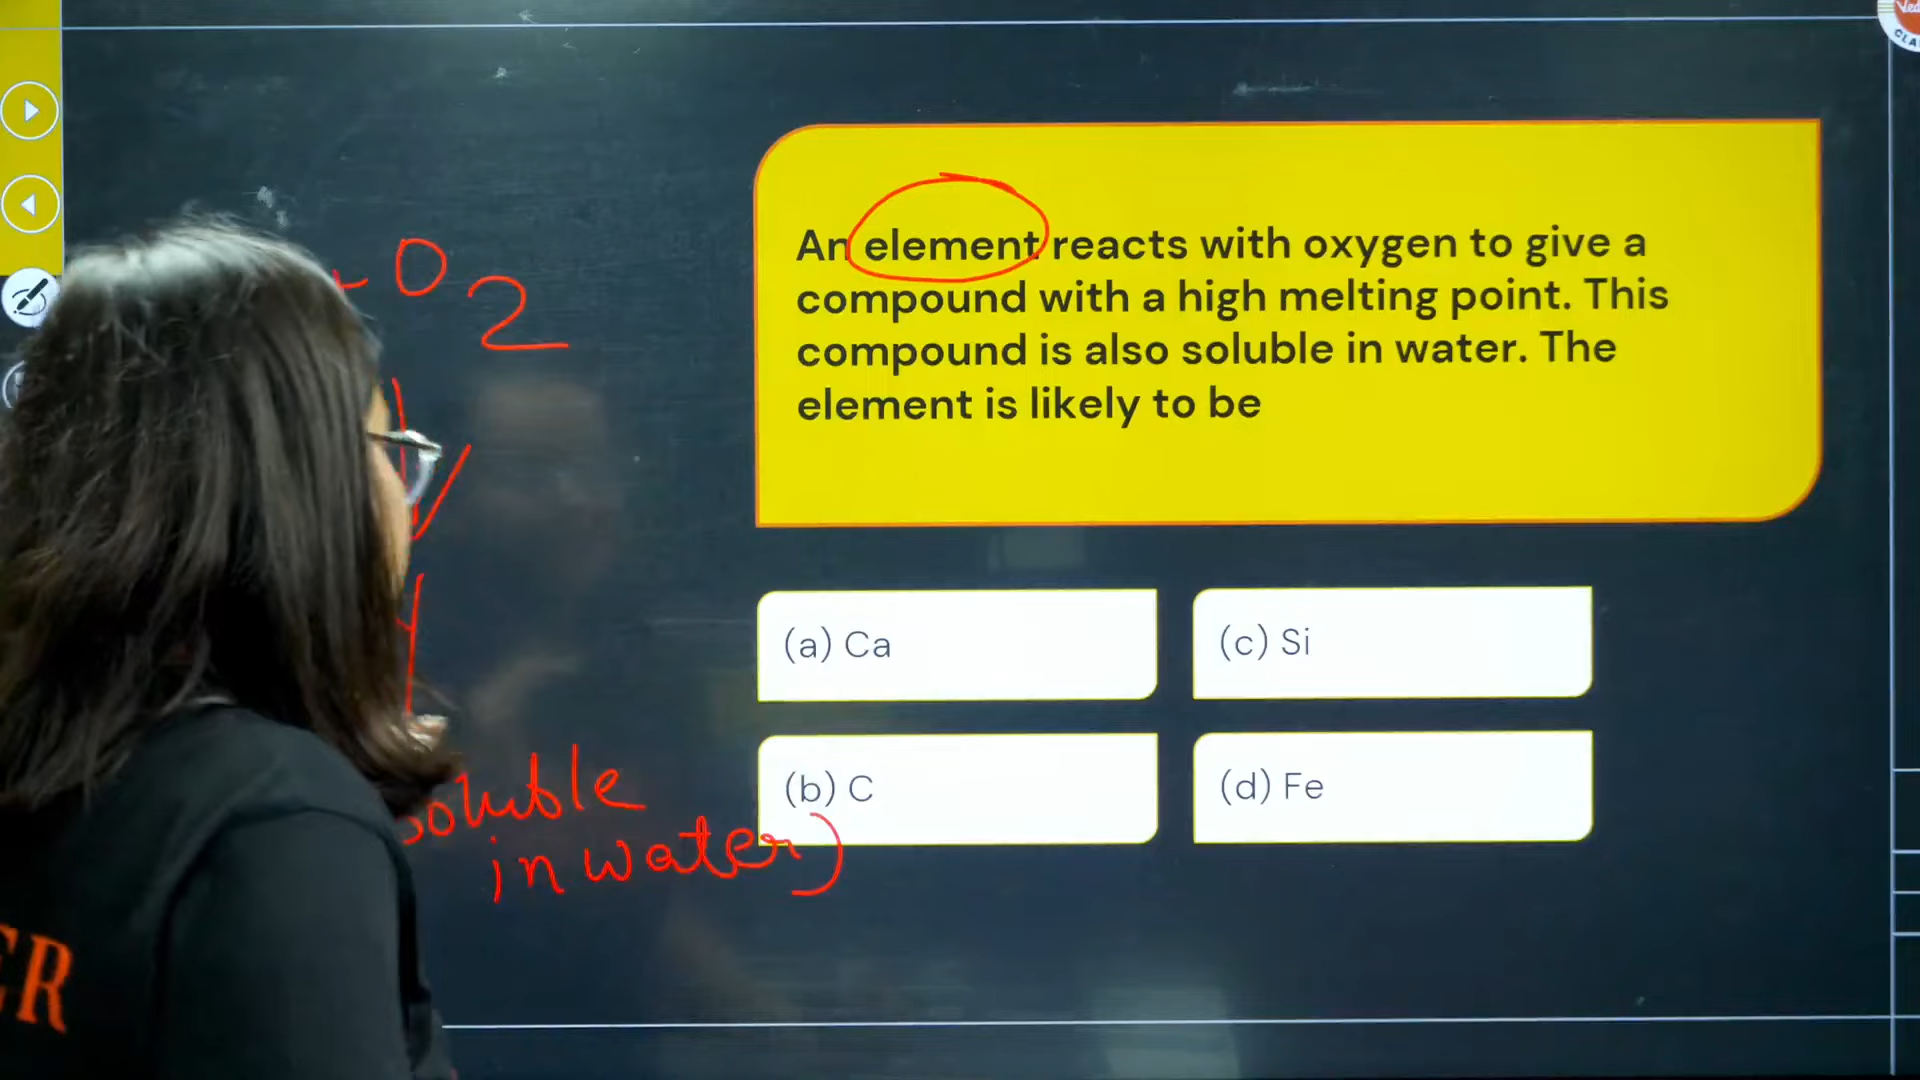 An element reacts with oxygen to give a
compound with a high melting point. This
compound is also soluble in water. The
element is likely to be
(a) Ca
(c) Si
(b) C
(d) Fe
O2
soluble
in water)
ER